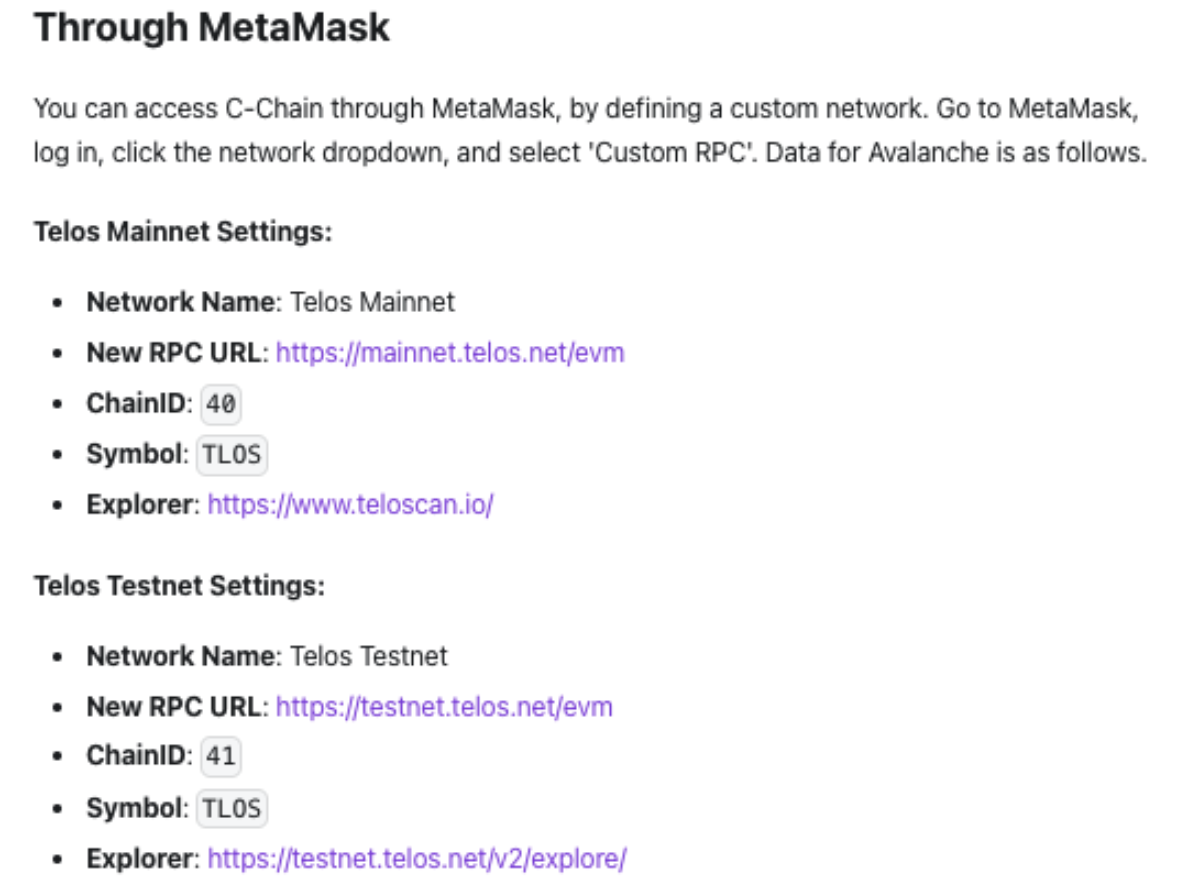 Through MetaMask
You can access C-Chain through MetaMask, by defining a custom network. Go to MetaMask,
log in, click the network dropdown, and select 'Custom RPC'. Data for Avalanche is as follows.
Telos Mainnet Settings:
• Network Name: Telos Mainnet
• New RPC URL: https://mainnet.telos.net/evm
• ChainID: 40
• Symbol: TLOS
• Explorer: https://www.teloscan.io/
Telos Testnet Settings:
• Network Name: Telos Testnet
• New RPC URL: https://testnet.telos.net/evm
• ChainID: 41
• Symbol: TLOS
• Explorer: https://testnet.telos.net/v2/explore/